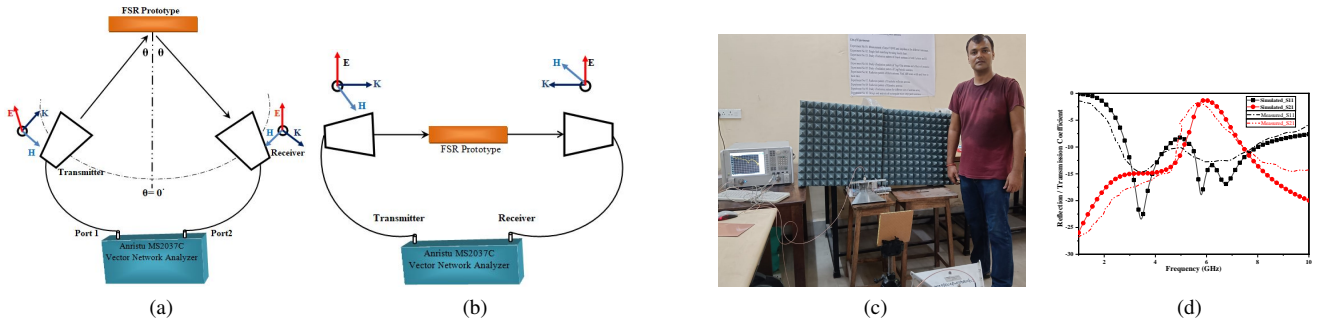 FSR Prototype
θ θ
E
K
H
E
H
K
Receiver
Transmitter
θ= 0°
Port 1
Port2
Anristu MS2037C
Vector Network Analyzer
(a)
E
K
H
H
K
E
FSR Prototype
Transmitter
Receiver
Anristu MS2037C
Vector Network Analyzer
(b)
(c)
Reflection / Transmission Coefficient
0
-5
-10
-15
-20
-25
-30
Simulated_S11
Simulated_S21
Measured_S11
Measured_S21
2 4 6 8 10
Frequency (GHz)
(d)